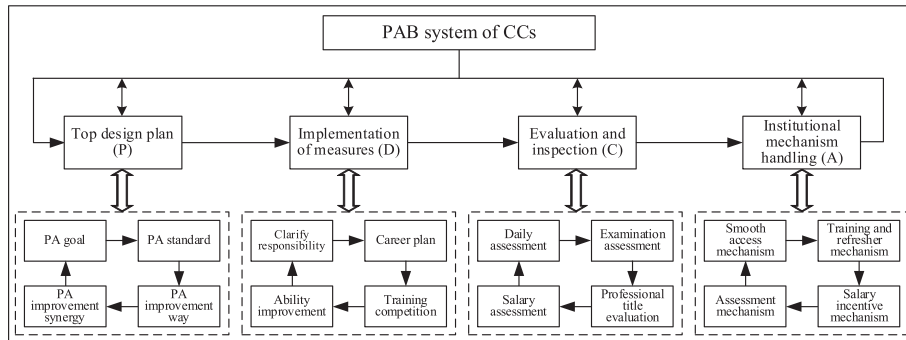 PAB system of CCs
Top design plan
(P)
Implementation
of measures (D)
Evaluation and
inspection (C)
Institutional
mechanism
handling (A)
PA goal
PA standard
PA
improvement
synergy
PA
improvement
way
Clarify
responsibility
Career plan
Ability
improvement
Training
competition
Daily
assessment
Examination
assessment
Salary
assessment
Professional
title
evaluation
Smooth
access
mechanism
Training and
refresher
mechanism
Assessment
mechanism
Salary
incentive
mechanism